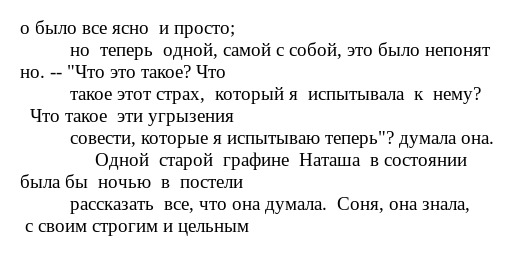 о было все ясно и просто;
но теперь одной, самой с собой, это было непонят
но. -- "Что это такое? Что
такое этот страх, который я испытывала к нему?
Что такое эти угрызения
совести, которые я испытываю теперь"? думала она.
Одной старой графине Наташа в состоянии
была бы ночью в постели
рассказать все, что она думала. Соня, она знала,
с своим строгим и цельным